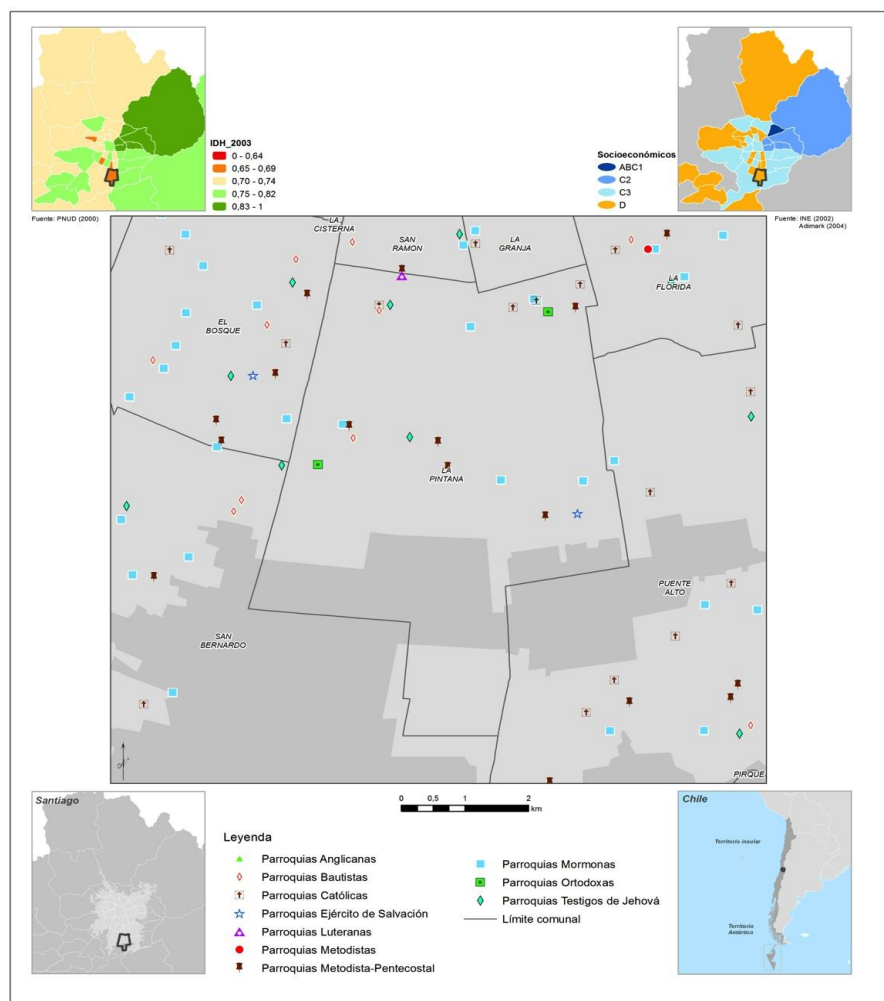 IDH_2003
0 - 0,64
0,65 - 0,69
0,70 - 0,74
0,75 - 0,82
0,83 - 1
Fuente: PNUD (2000)
Socioeconómicos
ABC1
C2
C3
D
Fuente: INE (2002)
Adimark (2004)
LA
CISTERNA
SAN
RAMON
LA
GRANJA
LA
FLORIDA
EL
BOSQUE
LA
PINTANA
PUENTE
ALTO
SAN
BERNARDO
PIRQUE
N
Santiago
0 0,5 1 2
km
Leyenda
Parroquias Anglicanas
Parroquias Bautistas
Parroquias Católicas
Parroquias Ejército de Salvación
Parroquias Luteranas
Parroquias Metodistas
Parroquias Metodista-Pentecostal
Parroquias Mormonas
Parroquias Ortodoxas
Parroquias Testigos de Jehová
Límite comunal
Chile
Territorio insular
Territorio
Antártico